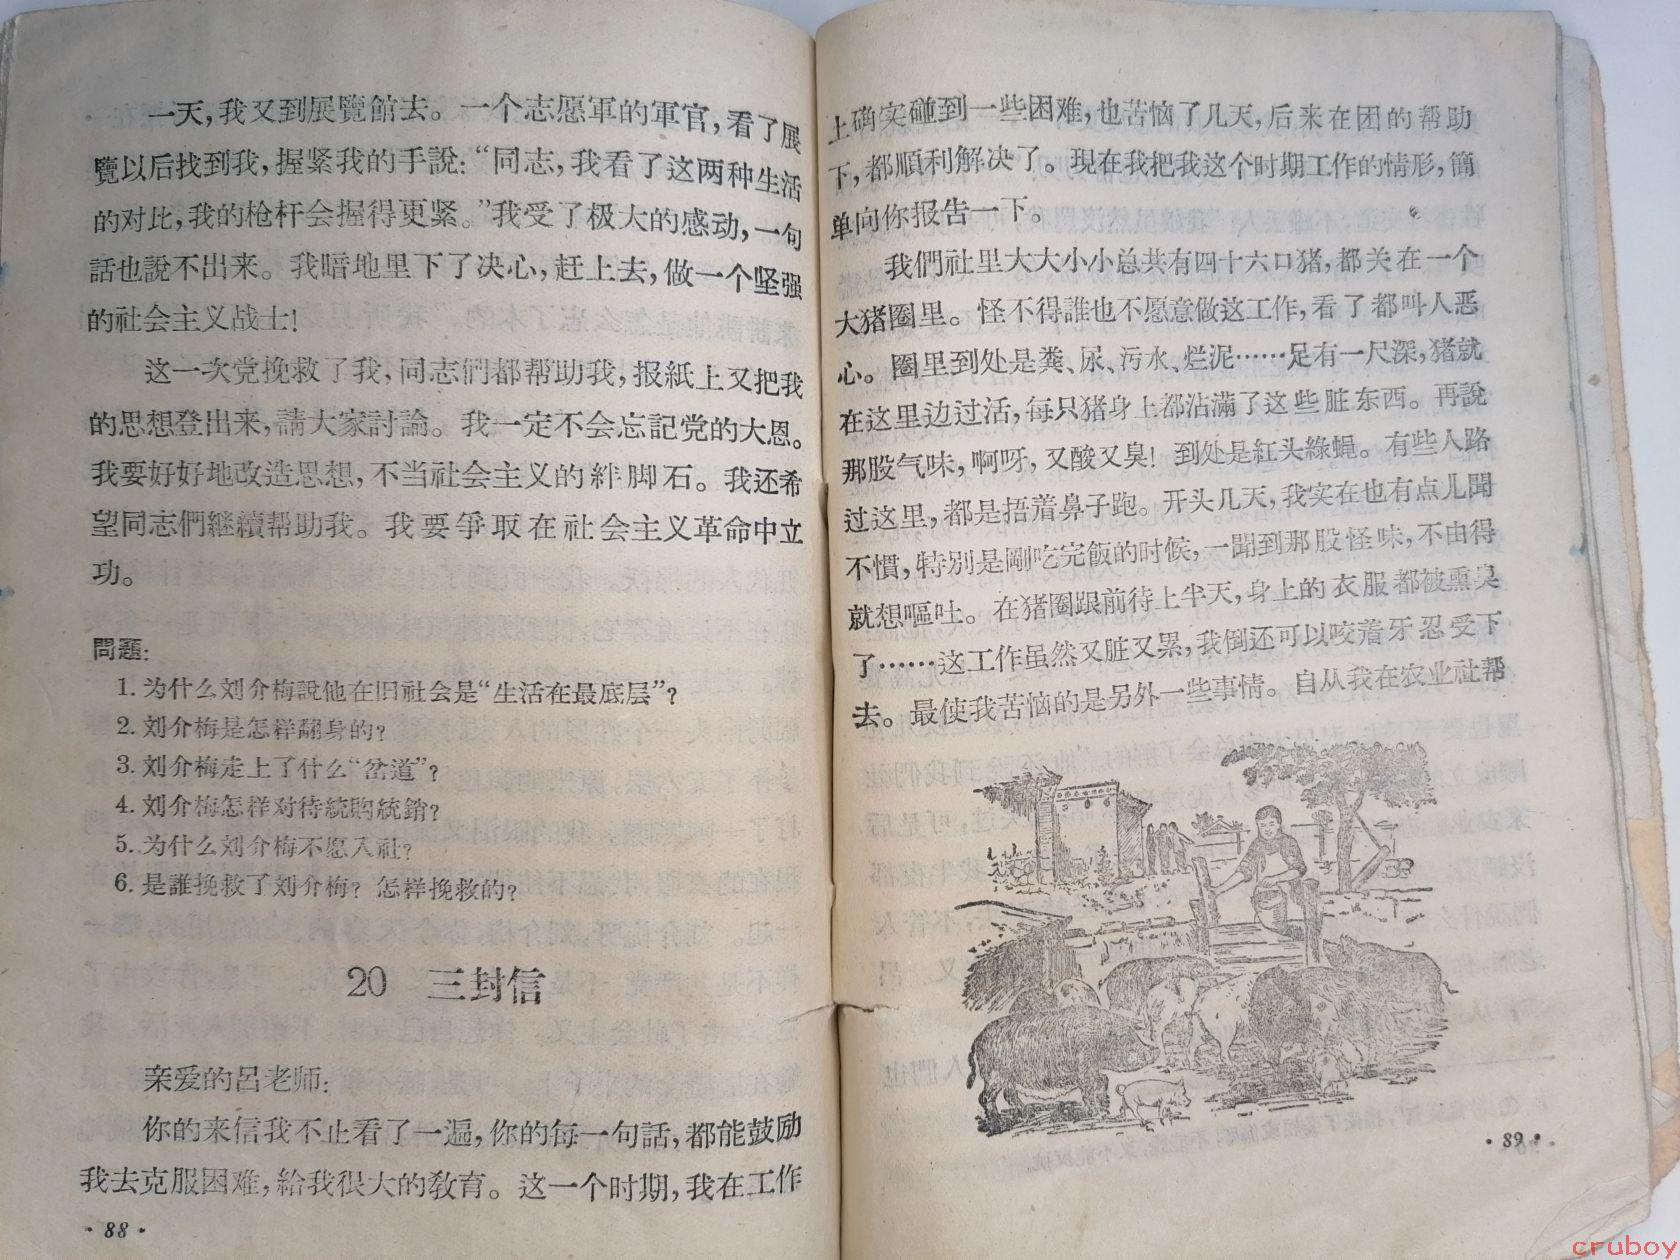 一天，我又到展覽館去。一个志愿軍的軍官，看了展
覽以后找到我，握紧我的手說：“同志，我看了这两种生活
的对比，我的枪杆会握得更紧。”我受了极大的感动，一句
話也說不出来。我暗地里下了决心，赶上去，做一个坚强
的社会主义战士！
这一次党挽救了我，同志們都帮助我，报紙上又把我
的思想登出来，請大家討論。我一定不会忘記党的大恩。
我要好好地改造思想，不当社会主义的絆脚石。我还希
望同志們継續帮助我。我要爭取在社会主义革命中立
功。
問題：
1. 为什么刘介梅說他在旧社会是“生活在最底层”？
2. 刘介梅是怎样翻身的？
3. 刘介梅走上了什么“岔道”？
4. 刘介梅怎样对待統购統銷？
5. 为什么刘介梅不愿入社？
6. 是誰挽救了刘介梅？怎样挽救的？
20 三封信
亲爱的呂老师：
你的来信我不止看了一遍，你的每一句話，都能鼓励
我去克服困难，給我很大的教育。这一个时期，我在工作
·88·
上确实碰到一些困难，也苦恼了几天，后来在团的帮助
下，都順利解决了。現在我把我这个时期工作的情形，簡
单向你报告一下。
我們社里大大小小总共有四十六口猪，都关在一个
大猪圈里。怪不得誰也不愿意做这工作，看了都叫人恶
心。圈里到处是粪、尿、污水、烂泥……足有一尺深，猪就
在这里边过活，每只猪身上都沾滿了这些脏东西。再說
那股气味，啊呀，又酸又臭！到处是紅头綠蝇。有些人路
过这里，都是捂着鼻子跑。开头几天，我实在也有点儿聞
不慣，特别是剛吃完飯的时候，一聞到那股怪味，不由得
就想嘔吐。在猪圈跟前待上半天，身上的衣服都被熏臭
了……这工作虽然又脏又累，我倒还可以咬着牙忍受下
去。最使我苦恼的是另外一些事情。自从我在农业社帮
·89·
cruboy